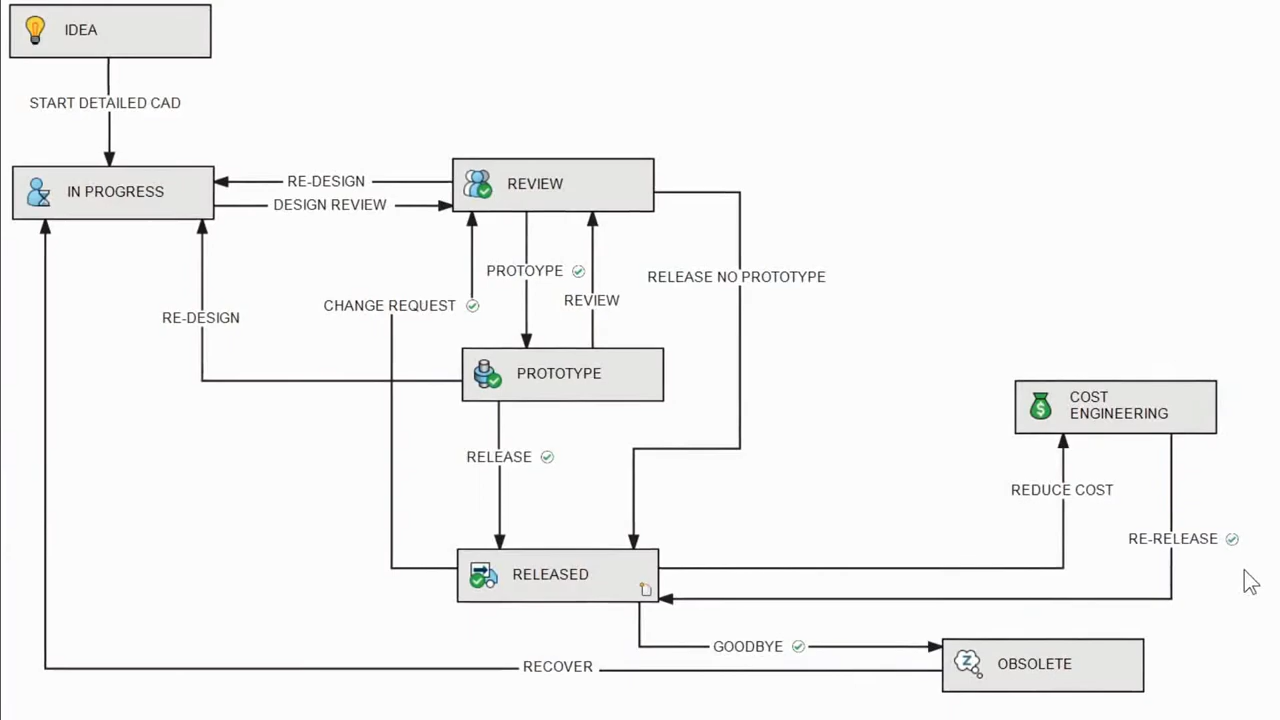 IDEA
START DETAILED CAD
IN PROGRESS
RE-DESIGN
REVIEW
DESIGN REVIEW
PROTOYPE
RELEASE NO PROTOTYPE
REVIEW
CHANGE REQUEST
RE-DESIGN
PROTOTYPE
COST
ENGINEERING
RELEASE
REDUCE COST
RE-RELEASE
RELEASED
GOODBYE
OBSOLETE
RECOVER